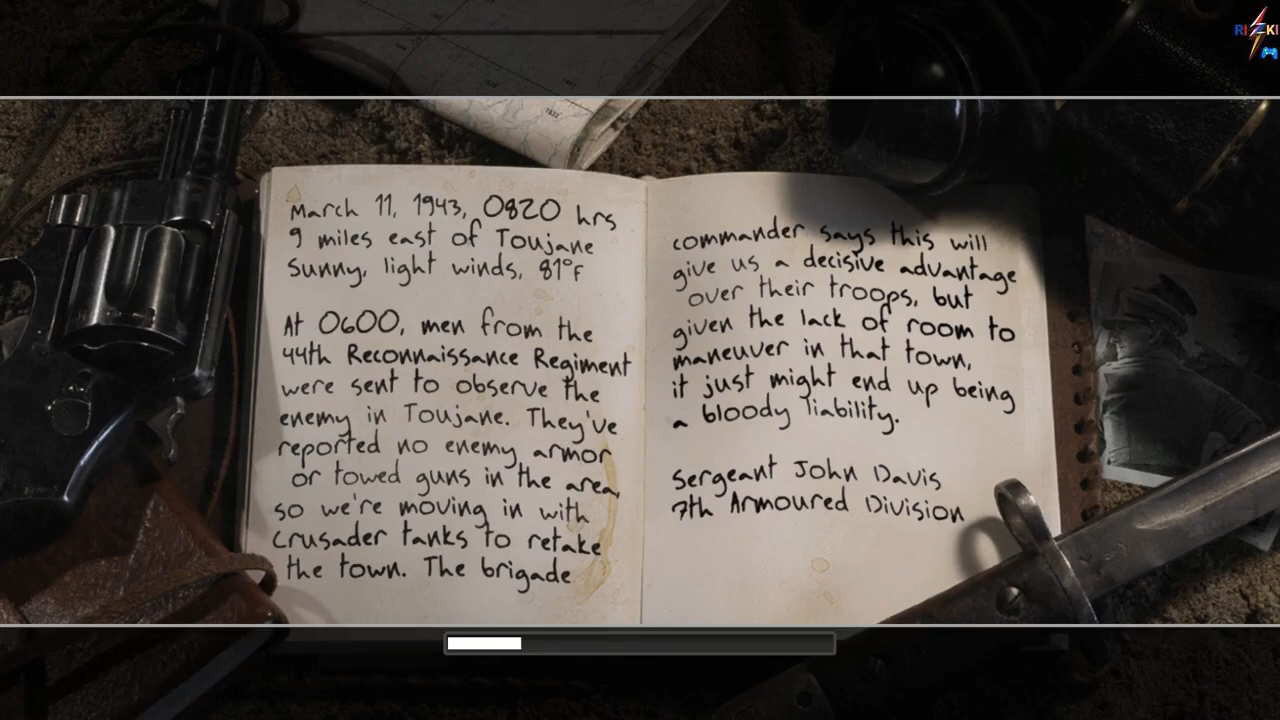 RIZKI
March 11, 1943, 0820 hrs
9 miles east of Toujane
Sunny, light winds, 81°F
At 0600, men from the
44th Reconnaissance Regiment
were sent to observe the
enemy in Toujane. They've
reported no enemy armor
or towed guns in the area,
so we're moving in with
Crusader tanks to retake
the town. The brigade
commander says this will
give us a decisive advantage
over their troops, but
given the lack of room to
maneuver in that town,
it just might end up being
a bloody liability.
Sergeant John Davis
7th Armoured Division